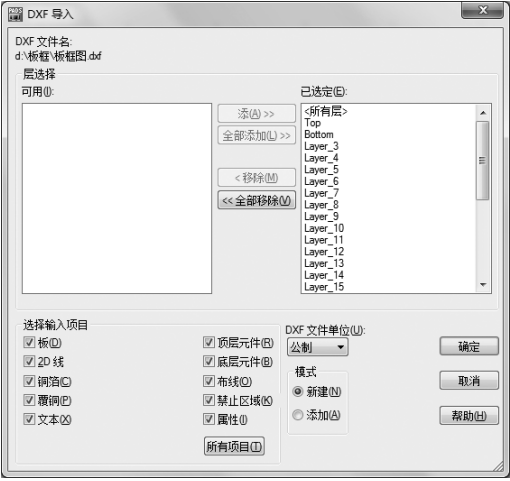 DXF 导入
DXF 文件名:
d:\板框\板框图.dxf
层选择
可用(I):
已选定(E):
添(A) >>
全部添加(L) >>
< 移除(M)
<< 全部移除(V)
<所有层>
Top
Bottom
Layer_3
Layer_4
Layer_5
Layer_6
Layer_7
Layer_8
Layer_9
Layer_10
Layer_11
Layer_12
Layer_13
Layer_14
Layer_15
选择输入项目
板(D)
2D 线
铜箔(C)
覆铜(P)
文本(X)
顶层元件(R)
底层元件(B)
布线(O)
禁止区域(K)
属性(I)
所有项目(T)
DXF 文件单位(U):
公制
模式
新建(N)
添加(A)
确定
取消
帮助(H)